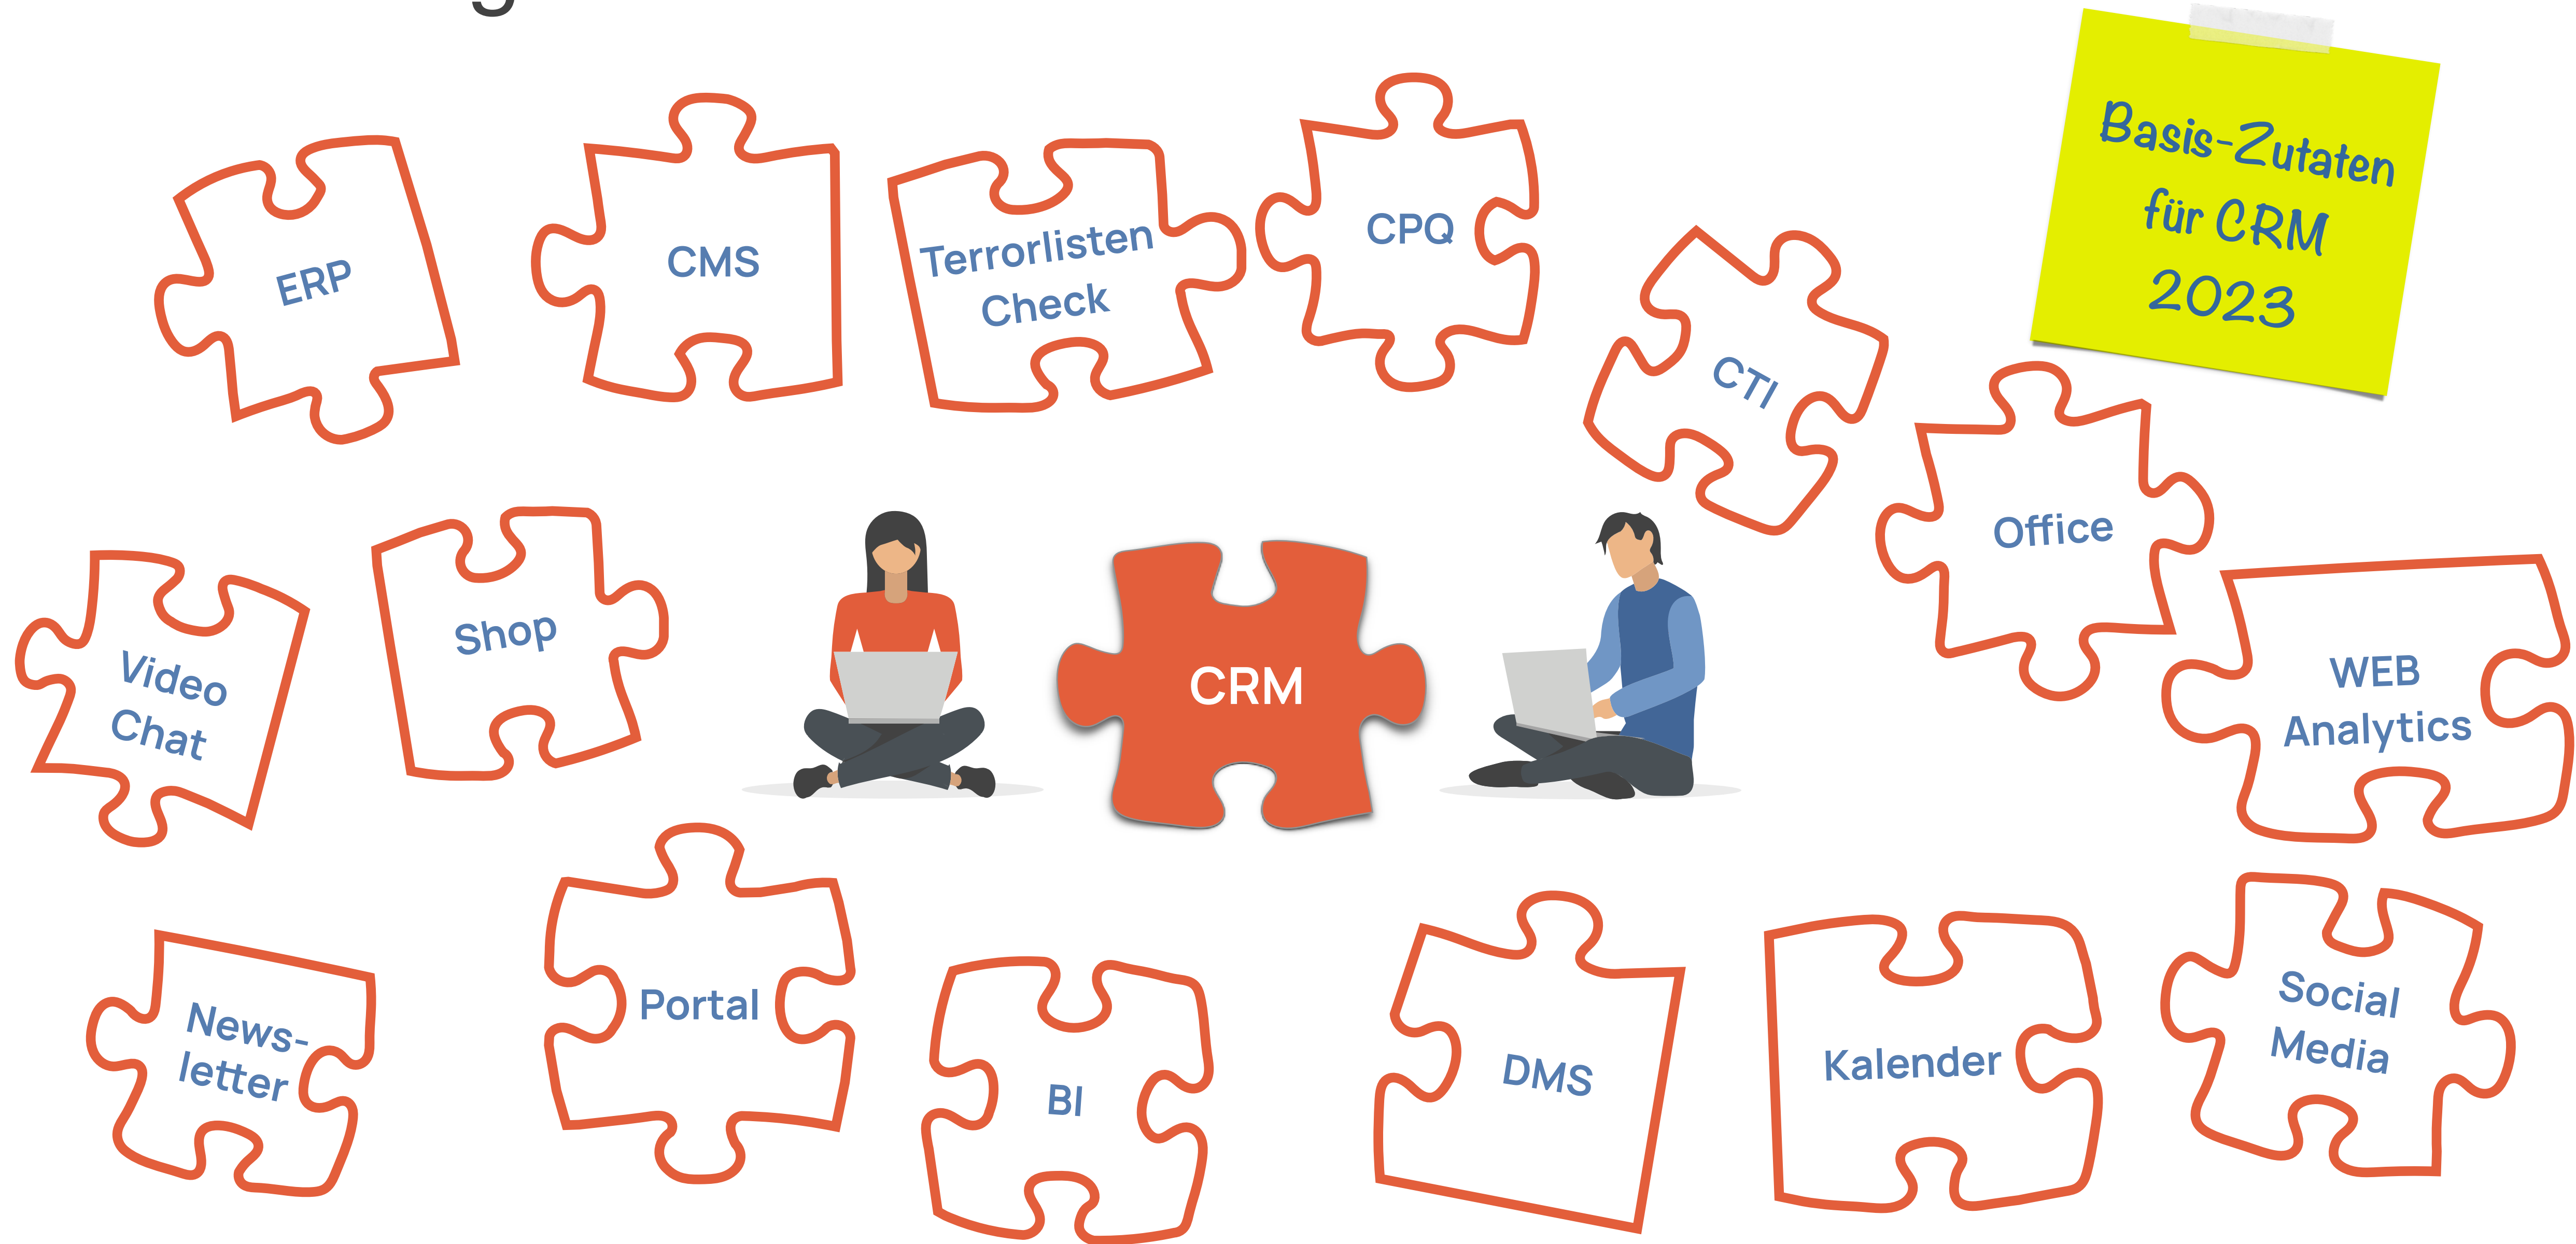 Basis-Zutaten
für CRM
2023
ERP
CMS
Terrorlisten
Check
CPQ
CTI
Office
Video
Chat
Shop
CRM
WEB
Analytics
News-
letter
Portal
BI
DMS
Kalender
Social
Media